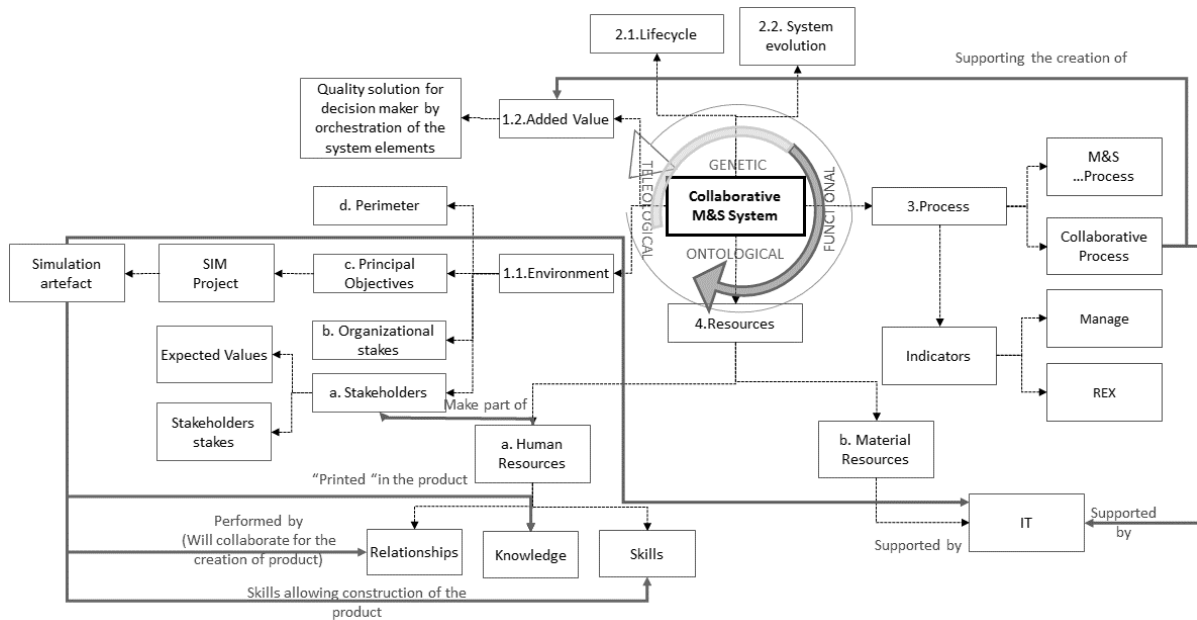 2.1.Lifecycle
2.2. System
evolution
Supporting the creation of
Quality solution for
decision maker by
orchestration of the
system elements
1.2.Added Value
TELEOLOGICAL
GENETIC
FUNCTIONAL
ONTOLOGICAL
Collaborative
M&S System
3.Process
M&S
...Process
Collaborative
Process
d. Perimeter
Simulation
artefact
SIM
Project
c. Principal
Objectives
1.1.Environment
4.Resources
b. Organizational
stakes
Expected Values
a. Stakeholders
Stakeholders
stakes
Make part of
Indicators
Manage
REX
a. Human
Resources
b. Material
Resources
“Printed “in the product
Performed by
(Will collaborate for the
creation of product)
Relationships
Knowledge
Skills
Supported by
IT
Supported
by
Skills allowing construction of the
product